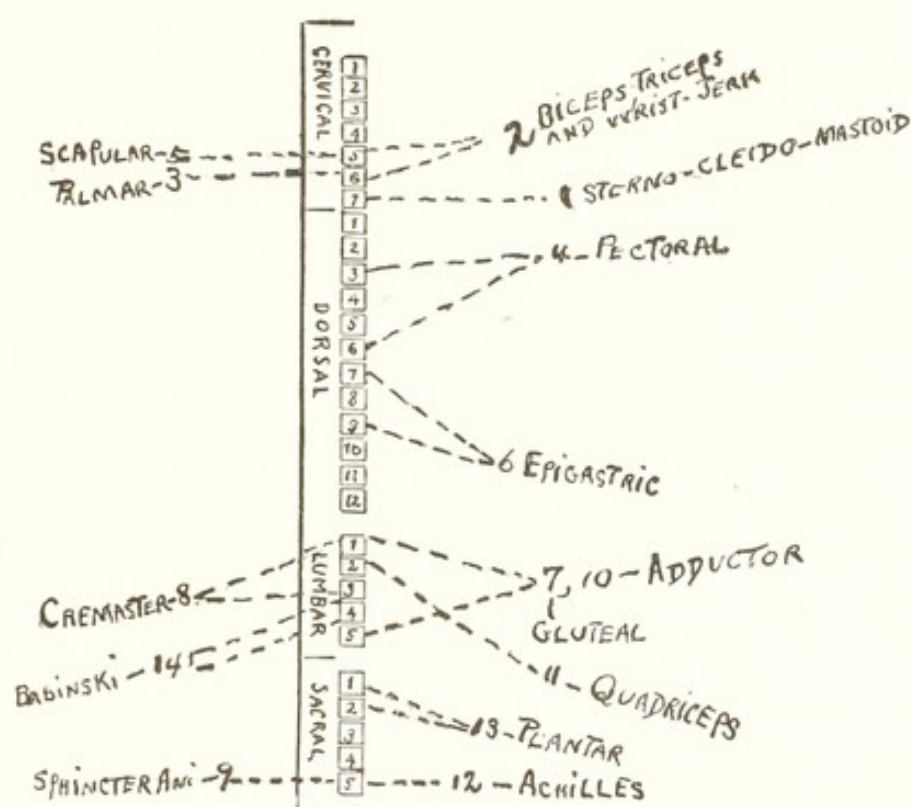 CERVICAL
1
2
3
4
5
6
7
2 BICEPS TRICEPS
AND WRIST-JERK
SCAPULAR-5
PALMAR-3
1 STERNO-CLEIDO-MASTOID
DORSAL
1
2
3
4
5
6
7
8
9
10
11
12
4-PECTORAL
6 EPIGASTRIC
LUMBAR
1
2
3
4
5
CREMASTER-8
7, 10-ADDUCTOR
GLUTEAL
BABINSKI-14
11-QUADRICEPS
SACRAL
1
2
3
4
5
13-PLANTAR
SPHINCTER ANI-9
12-ACHILLES